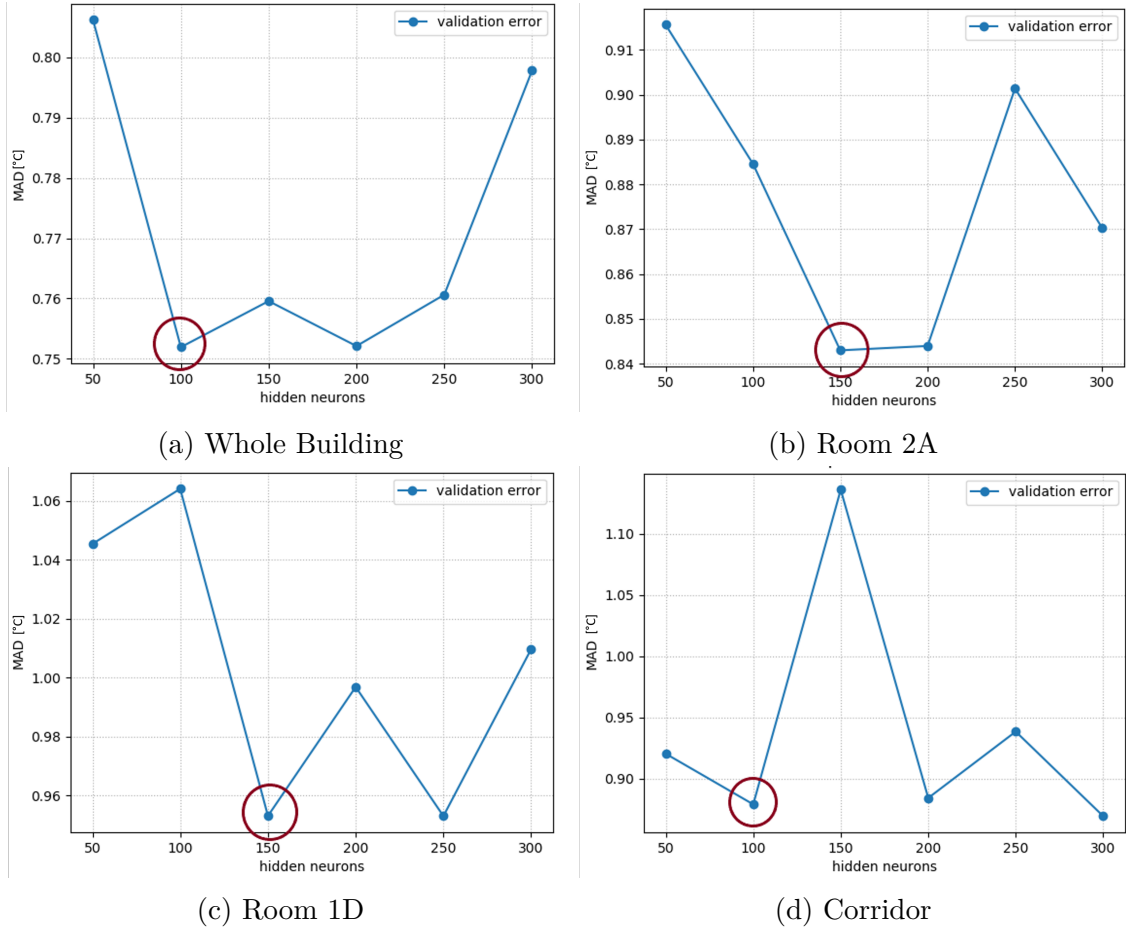 validation error
0.80
0.79
0.78
0.77
0.76
0.75
MAD [°C]
50 100 150 200 250 300
hidden neurons
(a) Whole Building
validation error
0.91
0.90
0.89
0.88
0.87
0.86
0.85
0.84
MAD [°C]
50 100 150 200 250 300
hidden neurons
(b) Room 2A
validation error
1.06
1.04
1.02
1.00
0.98
0.96
MAD [°C]
50 100 150 200 250 300
hidden neurons
(c) Room 1D
validation error
1.10
1.05
1.00
0.95
0.90
MAD [°C]
50 100 150 200 250 300
hidden neurons
(d) Corridor